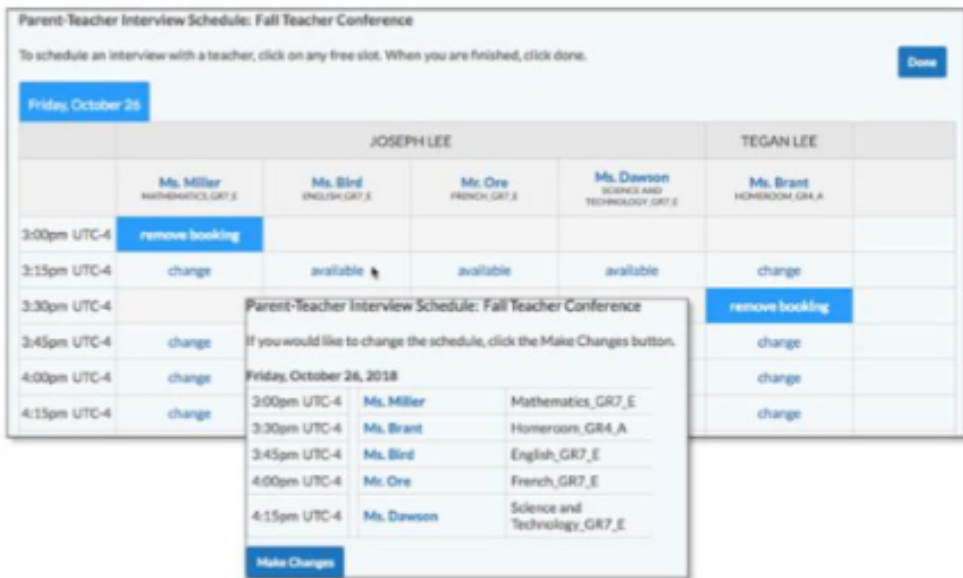 Parent-Teacher Interview Schedule: Fall Teacher Conference
To schedule an interview with a teacher, click on any free slot. When you are finished, click done.
Done
Friday, October 26
JOSEPH LEE TEGAN LEE
Ms. Miller Ms. Bird Mr. Ore Ms. Dawson Ms. Brant
MATHEMATICS_GR7_E ENGLISH_GR7_E FRENCH_GR7_E SCIENCE AND TECHNOLOGY_GR7_E HOMEROOM_GR4_A
3:00pm UTC-4 remove booking
3:15pm UTC-4 change available available available change
3:30pm UTC-4 remove booking
3:45pm UTC-4 change change
4:00pm UTC-4 change change
4:15pm UTC-4 change change
Parent-Teacher Interview Schedule: Fall Teacher Conference
If you would like to change the schedule, click the Make Changes button.
Friday, October 26, 2018
3:00pm UTC-4 Ms. Miller Mathematics_GR7_E
3:30pm UTC-4 Ms. Brant Homeroom_GR4_A
3:45pm UTC-4 Ms. Bird English_GR7_E
4:00pm UTC-4 Mr. Ore French_GR7_E
4:15pm UTC-4 Ms. Dawson Science and
Technology_GR7_E
Make Changes